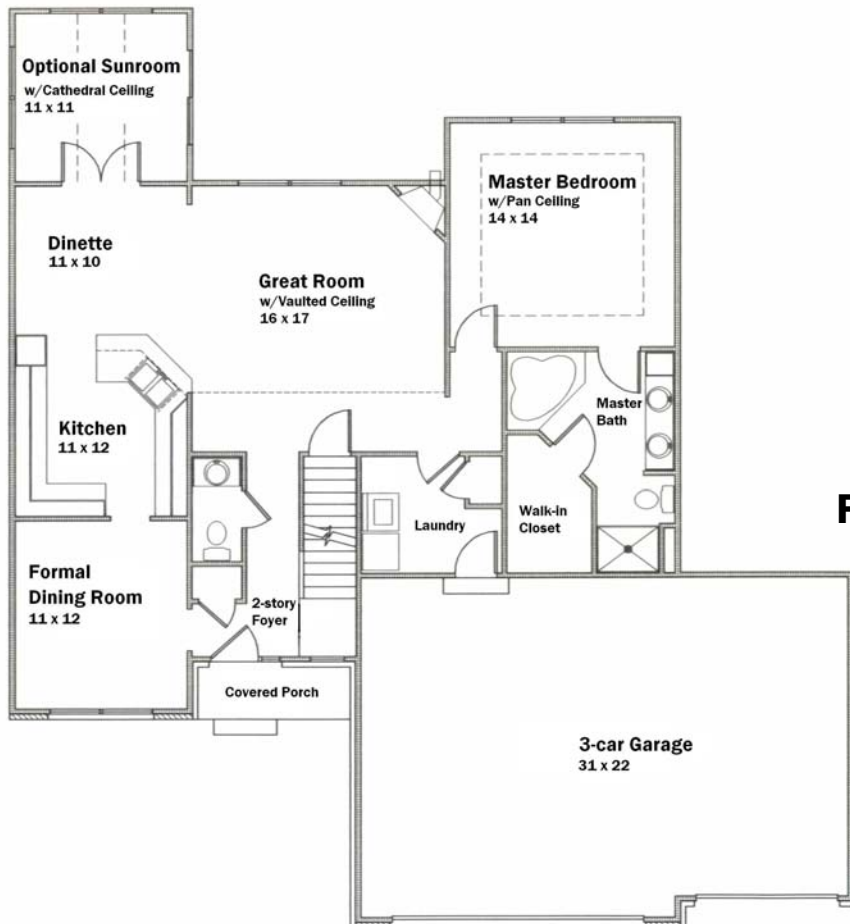 Optional Sunroom
w/Cathedral Ceiling
11 x 11
Master Bedroom
w/Pan Ceiling
14 x 14
Dinette
11 x 10
Great Room
w/Vaulted Ceiling
16 x 17
Kitchen
11 x 12
Master
Bath
Walk-in
Closet
Laundry
Formal
Dining Room
11 x 12
2-story
Foyer
Covered Porch
3-car Garage
31 x 22